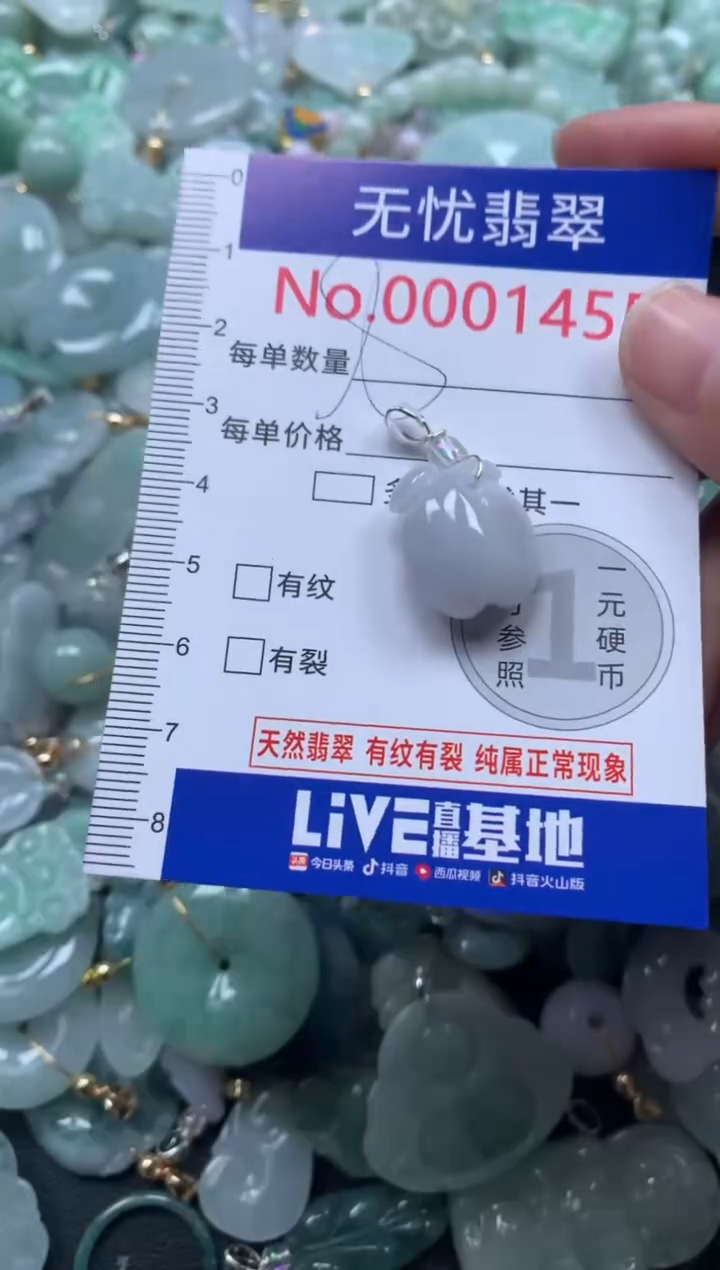 0
无忧翡翠
1
No.000145
2
每单数量
3
每单价格
4
其一
5
有纹
一元硬币
1
参照
6
有裂
7
天然翡翠 有纹有裂 纯属正常现象
8
LiVE直播基地
头条 今日头条 抖音 西瓜视频 抖音火山版